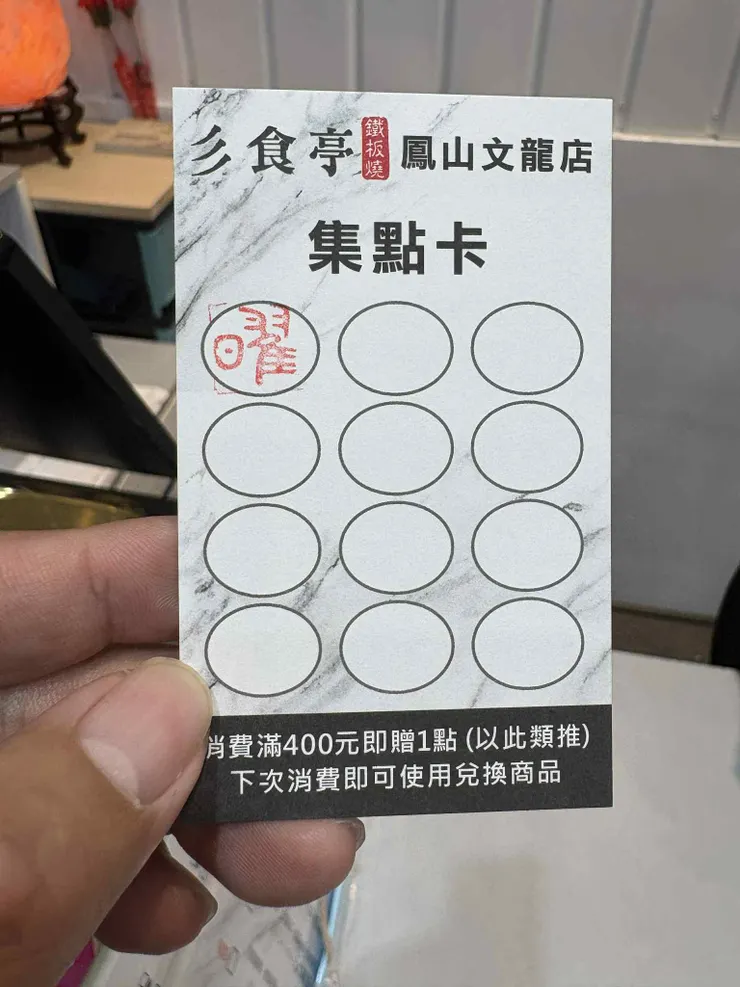 彡食亭 鐵板燒 鳳山文龍店
集點卡
曜
消費滿400元即贈1點(以此類推)
下次消費即可使用兌換商品